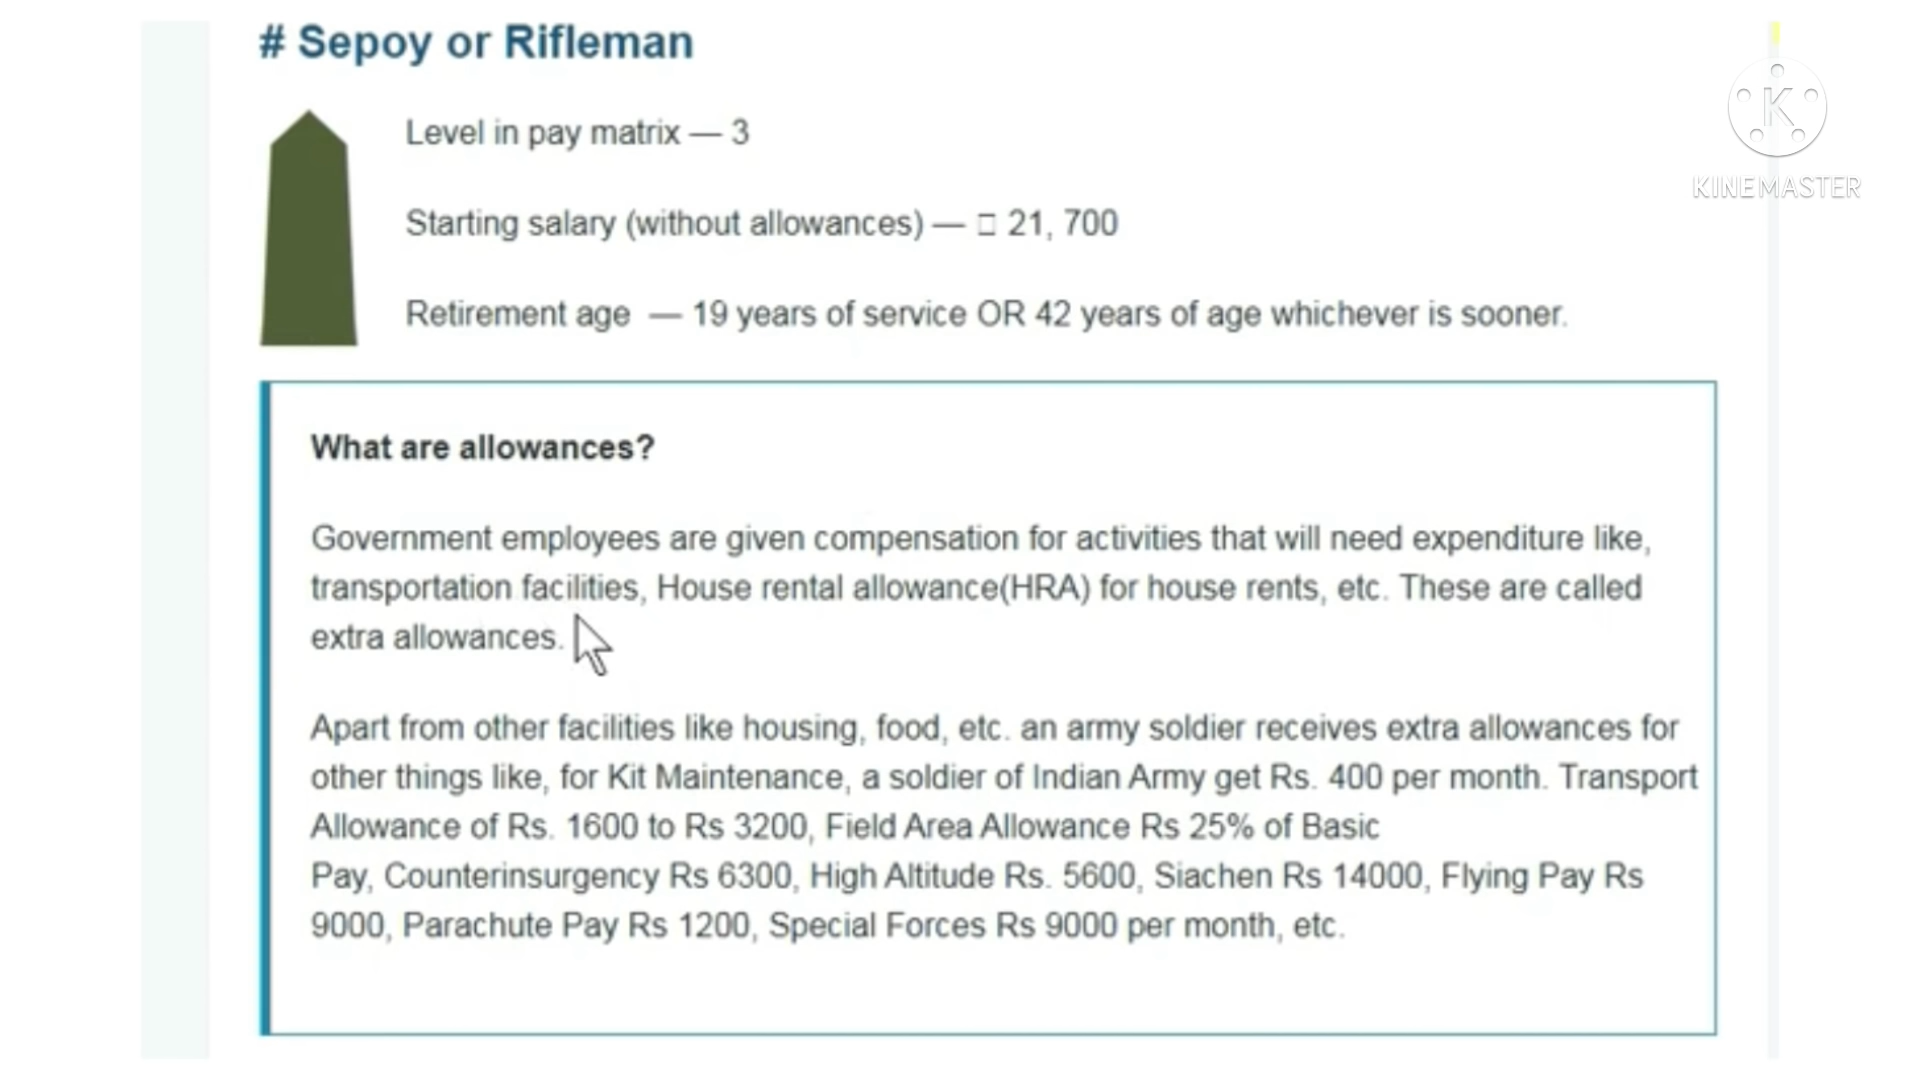 # Sepoy or Rifleman
Level in pay matrix — 3
Starting salary (without allowances) — □ 21, 700
Retirement age — 19 years of service OR 42 years of age whichever is sooner.
K
KINEMASTER
What are allowances?
Government employees are given compensation for activities that will need expenditure like,
transportation facilities, House rental allowance(HRA) for house rents, etc. These are called
extra allowances.
Apart from other facilities like housing, food, etc. an army soldier receives extra allowances for
other things like, for Kit Maintenance, a soldier of Indian Army get Rs. 400 per month. Transport
Allowance of Rs. 1600 to Rs 3200, Field Area Allowance Rs 25% of Basic
Pay, Counterinsurgency Rs 6300, High Altitude Rs. 5600, Siachen Rs 14000, Flying Pay Rs
9000, Parachute Pay Rs 1200, Special Forces Rs 9000 per month, etc.